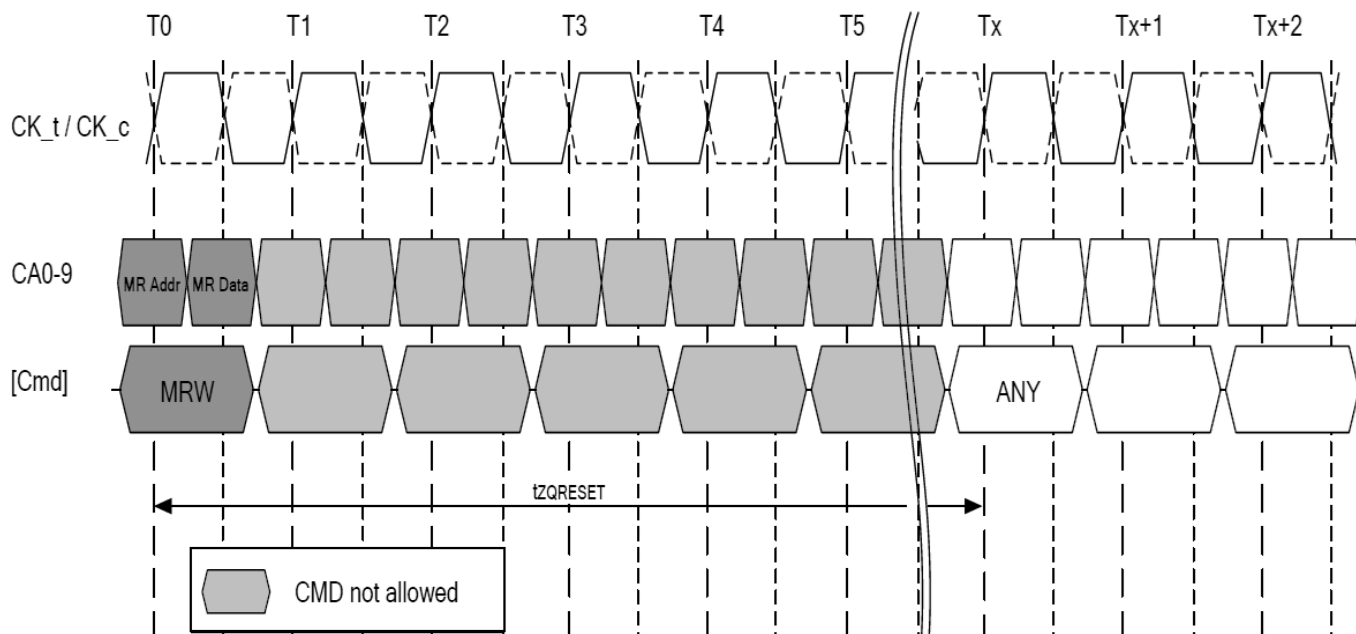 T0 T1 T2 T3 T4 T5 Tx Tx+1 Tx+2
CK_t / CK_c
CA0-9 MR Addr MR Data
[Cmd] MRW ANY
tZQRESET
CMD not allowed